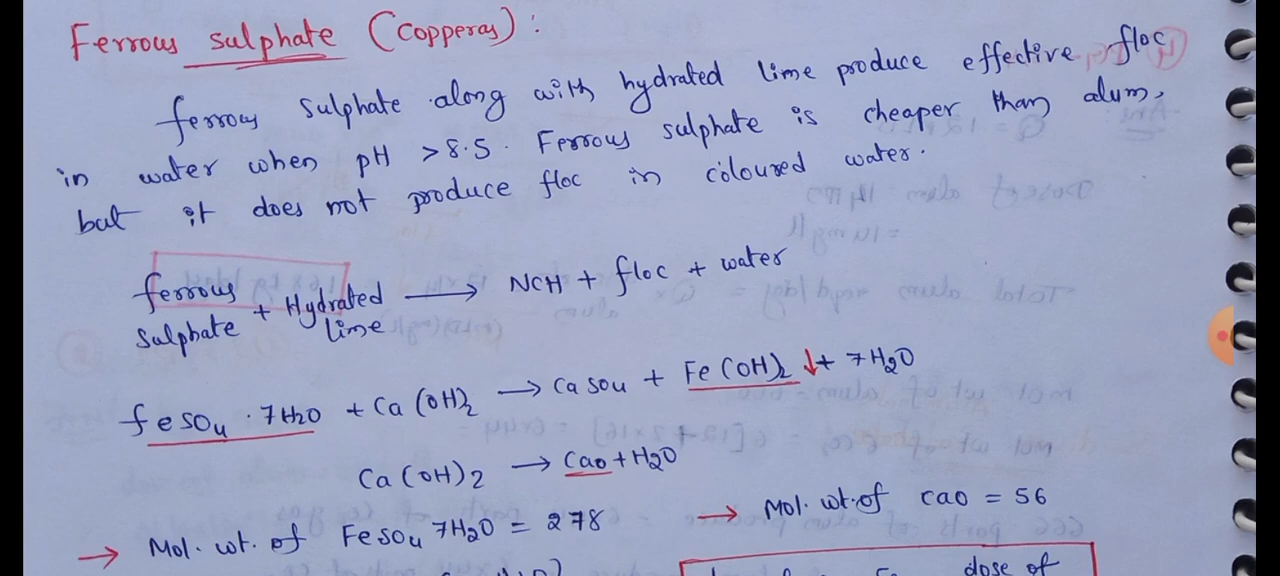 Ferrous sulphate (Copperas) :
ferrous sulphate along with hydrated lime produce effective floc
in water when pH > 8.5. Ferrous sulphate is cheaper than alum,
but it does not produce floc in coloured water.
ferrous sulphate + Hydrated lime → NCH + floc + water
feSO4 · 7H2O + Ca(OH)2 → CaSO4 + Fe(OH)2 ↓ + 7H2O
Ca(OH)2 → CaO + H2O
→ Mol. wt. of FeSO4 7H2O = 278 → Mol. wt. of CaO = 56
dose of